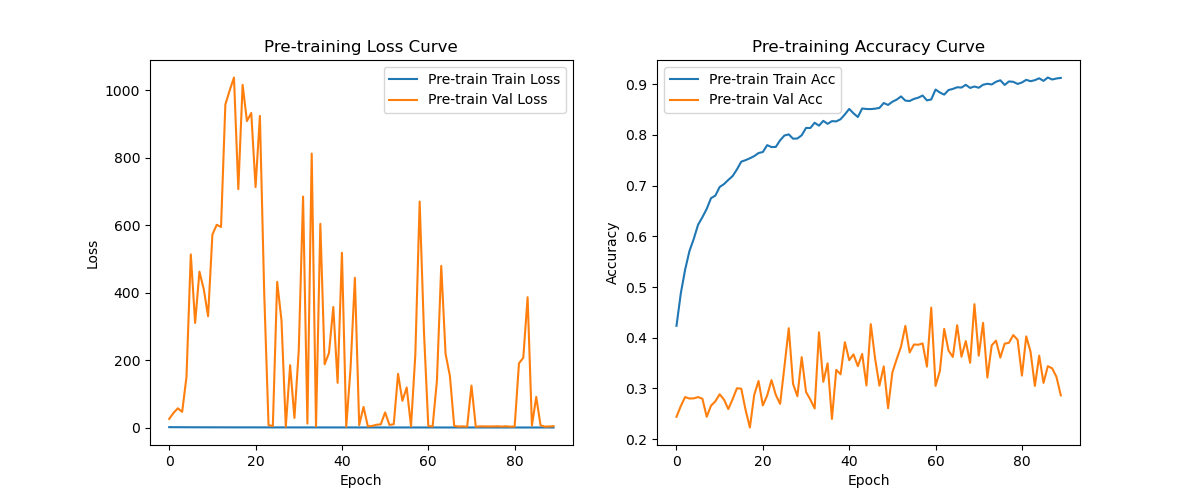 Pre-training Loss Curve
Pre-train Train Loss
Pre-train Val Loss
1000
800
600
400
200
0
Loss
0 20 40 60 80
Epoch
Pre-training Accuracy Curve
Pre-train Train Acc
Pre-train Val Acc
0.9
0.8
0.7
0.6
0.5
0.4
0.3
0.2
Accuracy
0 20 40 60 80
Epoch